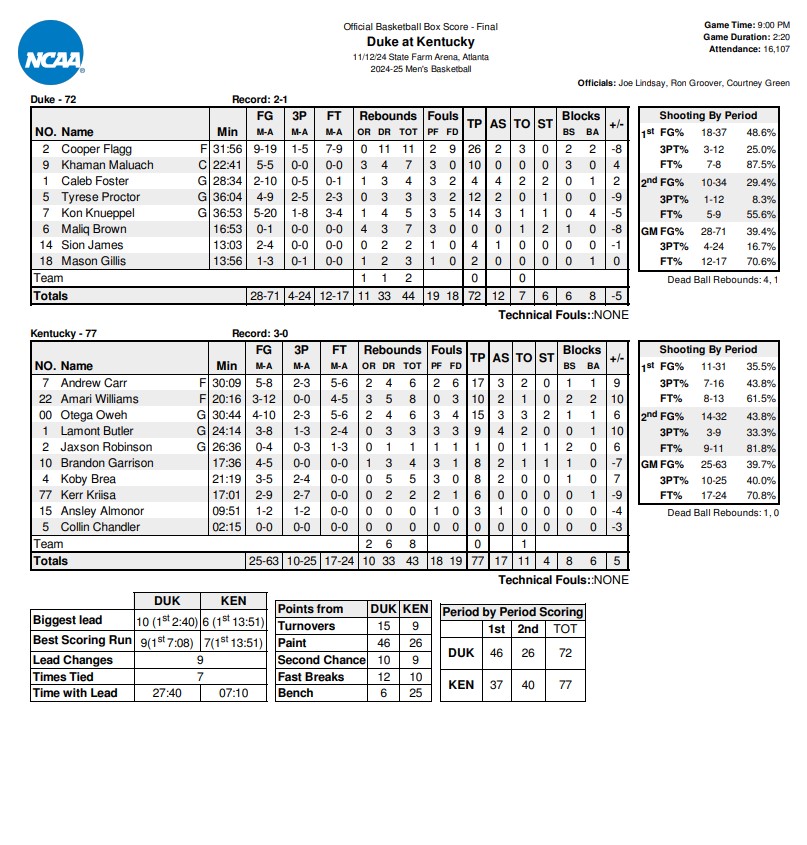 NCAA
Official Basketball Box Score - Final
Duke at Kentucky
11/12/24 State Farm Arena, Atlanta
2024-25 Men's Basketball
Game Time: 9:00 PM
Game Duration: 2:20
Attendance: 16,107
Officials: Joe Lindsay, Ron Groover, Courtney Green
Duke - 72 Record: 2-1
FG 3P FT Rebounds Fouls Blocks
NO. Name Min M-A M-A M-A OR DR TOT PF FD TP AS TO ST BS BA +/-
2 Cooper Flagg F 31:56 9-19 1-5 7-9 0 11 11 2 9 26 2 3 0 2 2 -8
9 Khaman Maluach C 22:41 5-5 0-0 0-0 3 4 7 3 0 10 0 0 0 3 0 4
1 Caleb Foster G 28:34 2-10 0-5 0-1 1 3 4 3 2 4 4 2 2 0 1 2
5 Tyrese Proctor G 36:04 4-9 2-5 2-3 0 3 3 3 2 12 2 0 1 0 0 -9
7 Kon Knueppel G 36:53 5-20 1-8 3-4 1 4 5 3 5 14 3 1 1 0 4 -5
6 Maliq Brown 16:53 0-1 0-0 0-0 4 3 7 3 0 0 0 1 2 1 1 -8
14 Sion James 13:03 2-4 0-0 0-0 0 2 2 1 0 4 1 0 0 0 0 -1
18 Mason Gillis 13:56 1-3 0-1 0-0 1 2 3 1 0 2 0 0 0 0 0 0
Team 1 1 2 0 0
Totals 28-71 4-24 12-17 11 33 44 19 18 72 12 7 6 6 8 -5
Technical Fouls::NONE
Shooting By Period
1st FG% 18-37 48.6%
3PT% 3-12 25.0%
FT% 7-8 87.5%
2nd FG% 10-34 29.4%
3PT% 1-12 8.3%
FT% 5-9 55.6%
GM FG% 28-71 39.4%
3PT% 4-24 16.7%
FT% 12-17 70.6%
Dead Ball Rebounds: 4, 1
Kentucky - 77 Record: 3-0
FG 3P FT Rebounds Fouls Blocks
NO. Name Min M-A M-A M-A OR DR TOT PF FD TP AS TO ST BS BA +/-
7 Andrew Carr F 30:09 5-8 2-3 5-6 2 4 6 2 6 17 3 2 0 1 1 9
22 Amari Williams F 20:16 3-12 0-0 4-5 3 5 8 0 3 10 2 1 0 2 2 10
00 Otega Oweh G 30:44 4-10 2-3 5-6 2 4 6 3 4 15 3 3 2 1 1 6
1 Lamont Butler G 24:14 3-8 1-3 2-4 0 3 3 3 3 9 4 2 0 0 1 10
2 Jaxson Robinson G 26:36 0-4 0-3 1-3 0 1 1 1 1 1 0 1 1 2 0 6
10 Brandon Garrison 17:36 4-5 0-0 0-0 1 3 4 3 1 8 2 1 1 1 0 -7
4 Koby Brea 21:19 3-5 2-4 0-0 0 5 5 3 0 8 2 0 0 1 0 7
77 Kerr Kriisa 17:01 2-9 2-7 0-0 0 2 2 2 1 6 0 0 0 0 1 -9
15 Ansley Almonor 09:51 1-2 1-2 0-0 0 0 0 1 0 3 1 0 0 0 0 -4
5 Collin Chandler 02:15 0-0 0-0 0-0 0 0 0 0 0 0 0 0 0 0 0 -3
Team 2 6 8 0 1
Totals 25-63 10-25 17-24 10 33 43 18 19 77 17 11 4 8 6 5
Technical Fouls::NONE
Shooting By Period
1st FG% 11-31 35.5%
3PT% 7-16 43.8%
FT% 8-13 61.5%
2nd FG% 14-32 43.8%
3PT% 3-9 33.3%
FT% 9-11 81.8%
GM FG% 25-63 39.7%
3PT% 10-25 40.0%
FT% 17-24 70.8%
Dead Ball Rebounds: 1, 0
DUK KEN
Biggest lead 10 (1st 2:40) 6 (1st 13:51)
Best Scoring Run 9(1st 7:08) 7(1st 13:51)
Lead Changes 9
Times Tied 7
Time with Lead 27:40 07:10
Points from DUK KEN
Turnovers 15 9
Paint 46 26
Second Chance 10 9
Fast Breaks 12 10
Bench 6 25
Period by Period Scoring
1st 2nd TOT
DUK 46 26 72
KEN 37 40 77